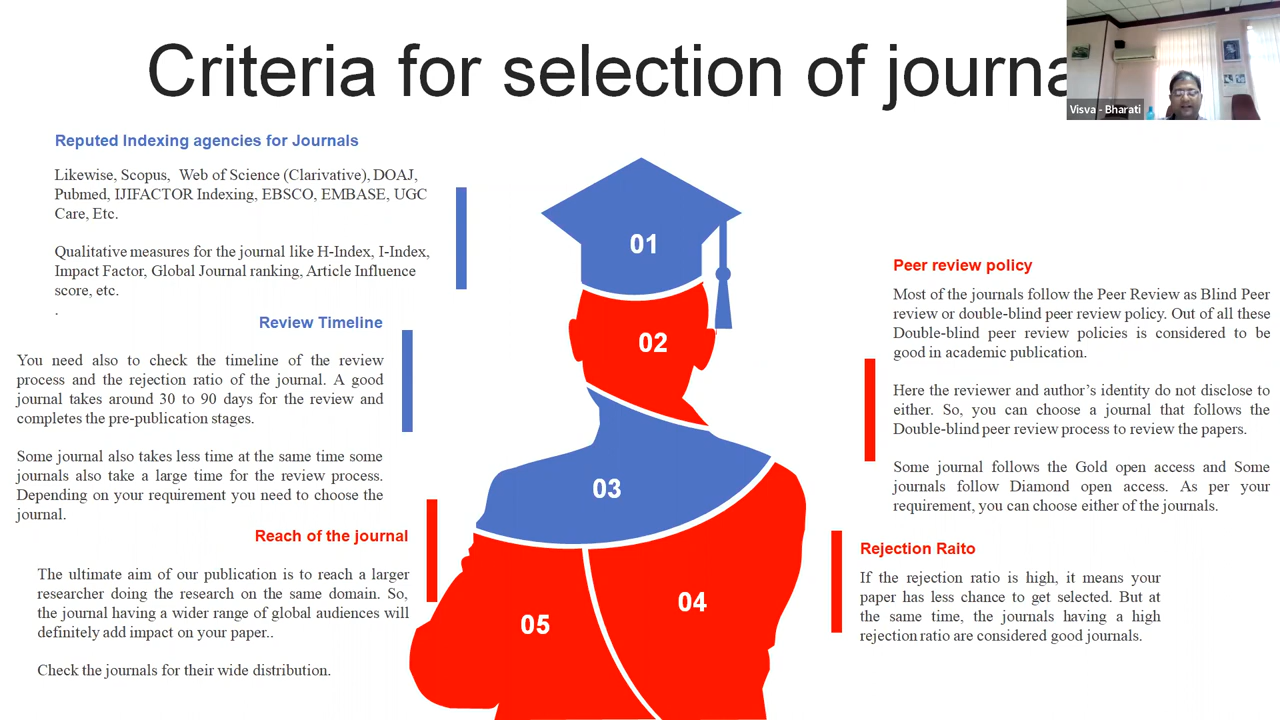 Criteria for selection of journa
Visva - Bharati
Reputed Indexing agencies for Journals
Likewise, Scopus, Web of Science (Clarivative), DOAJ,
Pubmed, IJIFACTOR Indexing, EBSCO, EMBASE, UGC
Care, Etc.
Qualitative measures for the journal like H-Index, I-Index,
Impact Factor, Global Journal ranking, Article Influence
score, etc.
.
Review Timeline
You need also to check the timeline of the review
process and the rejection ratio of the journal. A good
journal takes around 30 to 90 days for the review and
completes the pre-publication stages.
Some journal also takes less time at the same time some
journals also take a large time for the review process.
Depending on your requirement you need to choose the
journal.
Reach of the journal
The ultimate aim of our publication is to reach a larger
researcher doing the research on the same domain. So,
the journal having a wider range of global audiences will
definitely add impact on your paper..
Check the journals for their wide distribution.
01
02
03
04
05
Peer review policy
Most of the journals follow the Peer Review as Blind Peer
review or double-blind peer review policy. Out of all these
Double-blind peer review policies is considered to be
good in academic publication.
Here the reviewer and author's identity do not disclose to
either. So, you can choose a journal that follows the
Double-blind peer review process to review the papers.
Some journal follows the Gold open access and Some
journals follow Diamond open access. As per your
requirement, you can choose either of the journals.
Rejection Raito
If the rejection ratio is high, it means your
paper has less chance to get selected. But at
the same time, the journals having a high
rejection ratio are considered good journals.